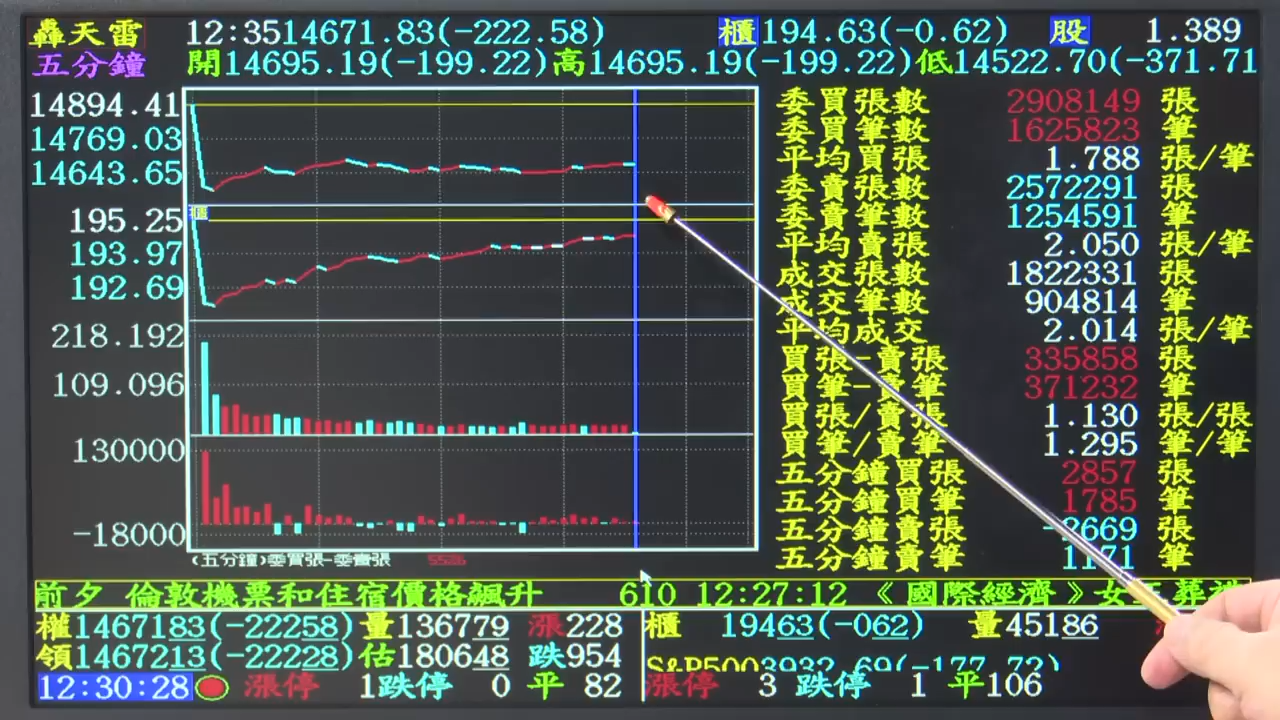 轟天雷 12:35 14671.83(-222.58) 櫃 194.63(-0.62) 股 1.389
五分鐘 開14695.19(-199.22)高14695.19(-199.22)低14522.70(-371.71
14894.41
14769.03
14643.65
櫃
195.25
193.97
192.69
218.192
109.096
130000
-18000
(五分鐘)委買張-委賣張 5526
委買張數 2908149 張
委買筆數 1625823 筆
平均買張 1.788 張/筆
委賣張數 2572291 張
委賣筆數 1254591 筆
平均賣張 2.050 張/筆
成交張數 1822331 張
成交筆數 904814 筆
平均成交 2.014 張/筆
買張-賣張 335858 張
買筆-賣筆 371232 筆
買張/賣張 1.130 張/張
買筆/賣筆 1.295 筆/筆
五分鐘買張 2857 張
五分鐘買筆 1785 筆
五分鐘賣張 -2669 張
五分鐘賣筆 1171 筆
前夕 倫敦機票和住宿價格飆升 610 12:27:12 《國際經濟》女王葬
權1467183(-22258)量136779 漲228 櫃 19463(-062) 量45186
領1467213(-22228)估180648 跌954 S&P500 3932.69(-177.72)
12:30:28 漲停 1跌停 0 平 82 漲停 3 跌停 1 平106